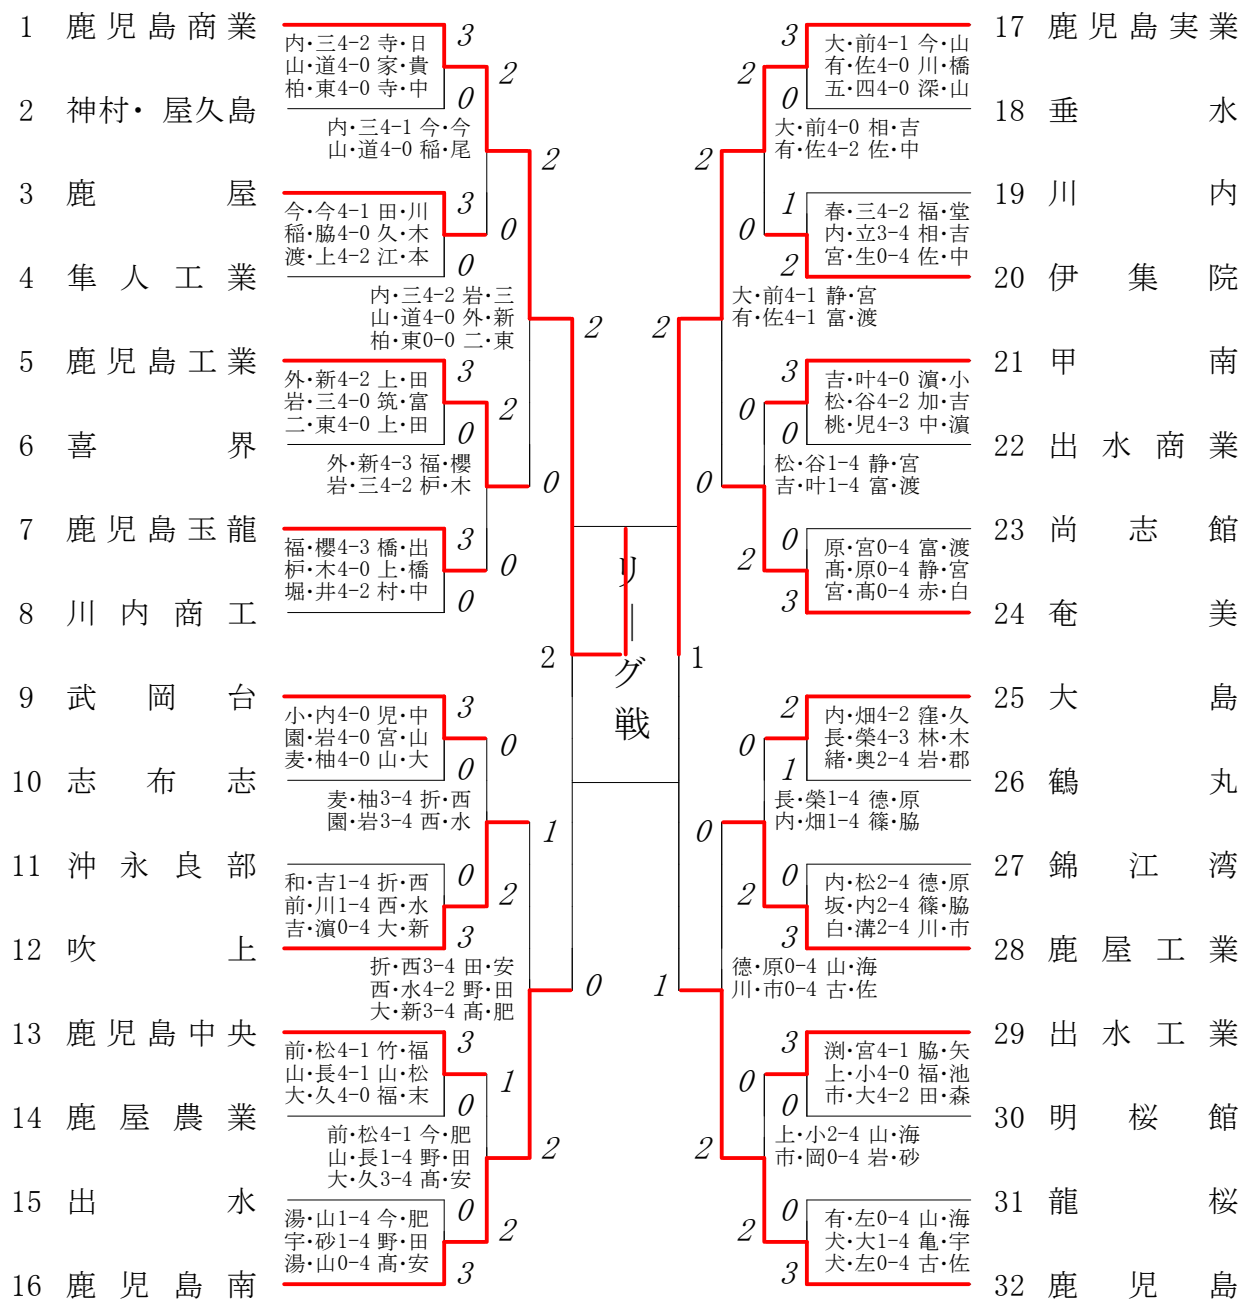 1 鹿児島商業
2 神村・屋久島
3 鹿屋
4 隼人工業
5 鹿児島工業
6 喜界
7 鹿児島玉龍
8 川内商工
9 武岡台
10 志布志
11 沖永良部
12 吹上
13 鹿児島中央
14 鹿屋農業
15 出水
16 鹿児島南
内・三4-2 寺・日
山・道4-0 家・貴
柏・東4-0 寺・中
3
0
内・三4-1 今・今
山・道4-0 稲・尾
2
0
今・今4-1 田・川
稲・脇4-0 久・木
渡・上4-2 江・本
3
0
内・三4-2 岩・三
山・道4-0 外・新
柏・東0-0 二・東
2
0
外・新4-2 上・田
岩・三4-0 筑・富
二・東4-0 上・田
3
0
外・新4-3 福・櫻
岩・三4-2 枦・木
2
0
福・櫻4-3 橋・出
枦・木4-0 上・橋
堀・井4-2 村・中
3
0
2
0
小・内4-0 児・中
園・岩4-0 宮・山
麦・柚4-0 山・大
3
0
麦・柚3-4 折・西
園・岩3-4 西・水
0
2
和・吉1-4 折・西
前・川1-4 西・水
吉・濵0-4 大・新
0
3
折・西3-4 田・安
西・水4-2 野・田
大・新3-4 髙・肥
1
2
前・松4-1 竹・福
山・長4-1 山・松
大・久4-0 福・末
3
0
前・松4-1 今・肥
山・長1-4 野・田
大・久3-4 髙・安
1
2
湯・山1-4 今・肥
宇・砂1-4 野・田
湯・山0-4 髙・安
0
3
リーグ戦
2
1
17 鹿児島実業
18 垂水
19 川内
20 伊集院
21 甲南
22 出水商業
23 尚志館
24 奄美
25 大島
26 鶴丸
27 錦江湾
28 鹿屋工業
29 出水工業
30 明桜館
31 龍桜
32 鹿児島
大・前4-1 今・山
有・佐4-0 川・橋
五・四4-0 深・山
3
0
大・前4-0 相・吉
有・佐4-2 佐・中
2
0
春・三4-2 福・堂
内・立3-4 相・吉
宮・生0-4 佐・中
1
2
大・前4-1 静・宮
有・佐4-1 富・渡
2
0
吉・叶4-0 濵・小
松・谷4-2 加・吉
桃・児4-3 中・濵
3
0
松・谷1-4 静・宮
吉・叶1-4 富・渡
0
2
原・宮0-4 富・渡
髙・原0-4 静・宮
宮・髙0-4 赤・白
0
3
2
1
内・畑4-2 窪・久
長・榮4-3 林・木
緒・奥2-4 岩・郡
2
1
長・榮1-4 德・原
内・畑1-4 篠・脇
0
2
内・松2-4 德・原
坂・内2-4 篠・脇
白・溝2-4 川・市
0
3
德・原0-4 山・海
川・市0-4 古・佐
0
2
渕・宮4-1 脇・矢
上・小4-0 福・池
市・大4-2 田・森
3
0
上・小2-4 山・海
市・岡0-4 岩・砂
0
2
有・左0-4 山・海
犬・大1-4 亀・宇
犬・左0-4 古・佐
0
3